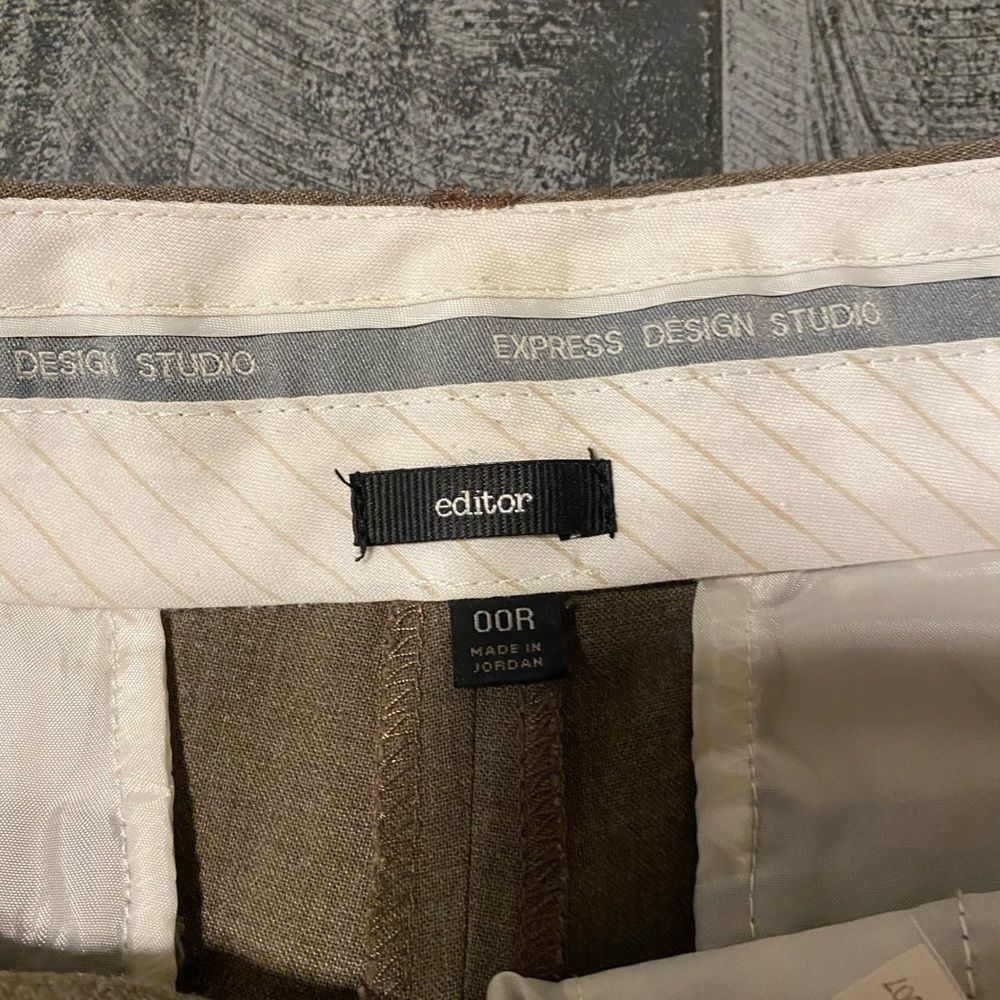 DESIGN STUDIO EXPRESS DESIGN STUDIO
editor
00R
MADE IN
JORDAN